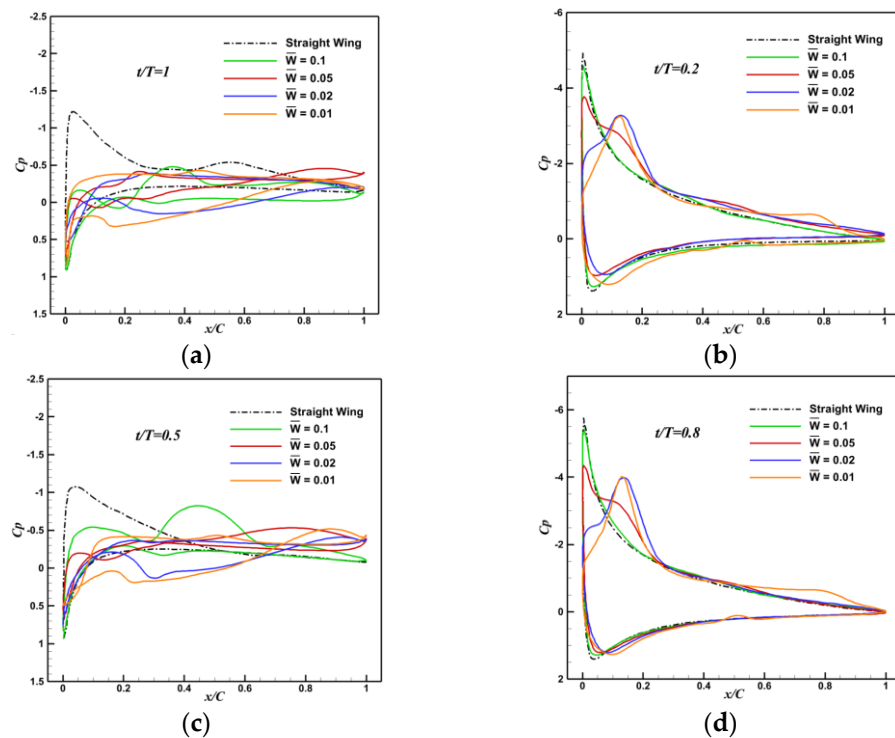 -2.5
-2
-1.5
-1
-0.5
0
0.5
1
1.5
Cp
t/T=1
Straight Wing
W̅ = 0.1
W̅ = 0.05
W̅ = 0.02
W̅ = 0.01
0 0.2 0.4 0.6 0.8 1
x/C
(a)
-6
-4
-2
0
2
Cp
t/T=0.2
Straight Wing
W̅ = 0.1
W̅ = 0.05
W̅ = 0.02
W̅ = 0.01
0 0.2 0.4 0.6 0.8 1
x/C
(b)
-2.5
-2
-1.5
-1
-0.5
0
0.5
1
1.5
Cp
t/T=0.5
Straight Wing
W̅ = 0.1
W̅ = 0.05
W̅ = 0.02
W̅ = 0.01
0 0.2 0.4 0.6 0.8 1
x/C
(c)
-6
-4
-2
0
2
Cp
t/T=0.8
Straight Wing
W̅ = 0.1
W̅ = 0.05
W̅ = 0.02
W̅ = 0.01
0 0.2 0.4 0.6 0.8 1
x/C
(d)